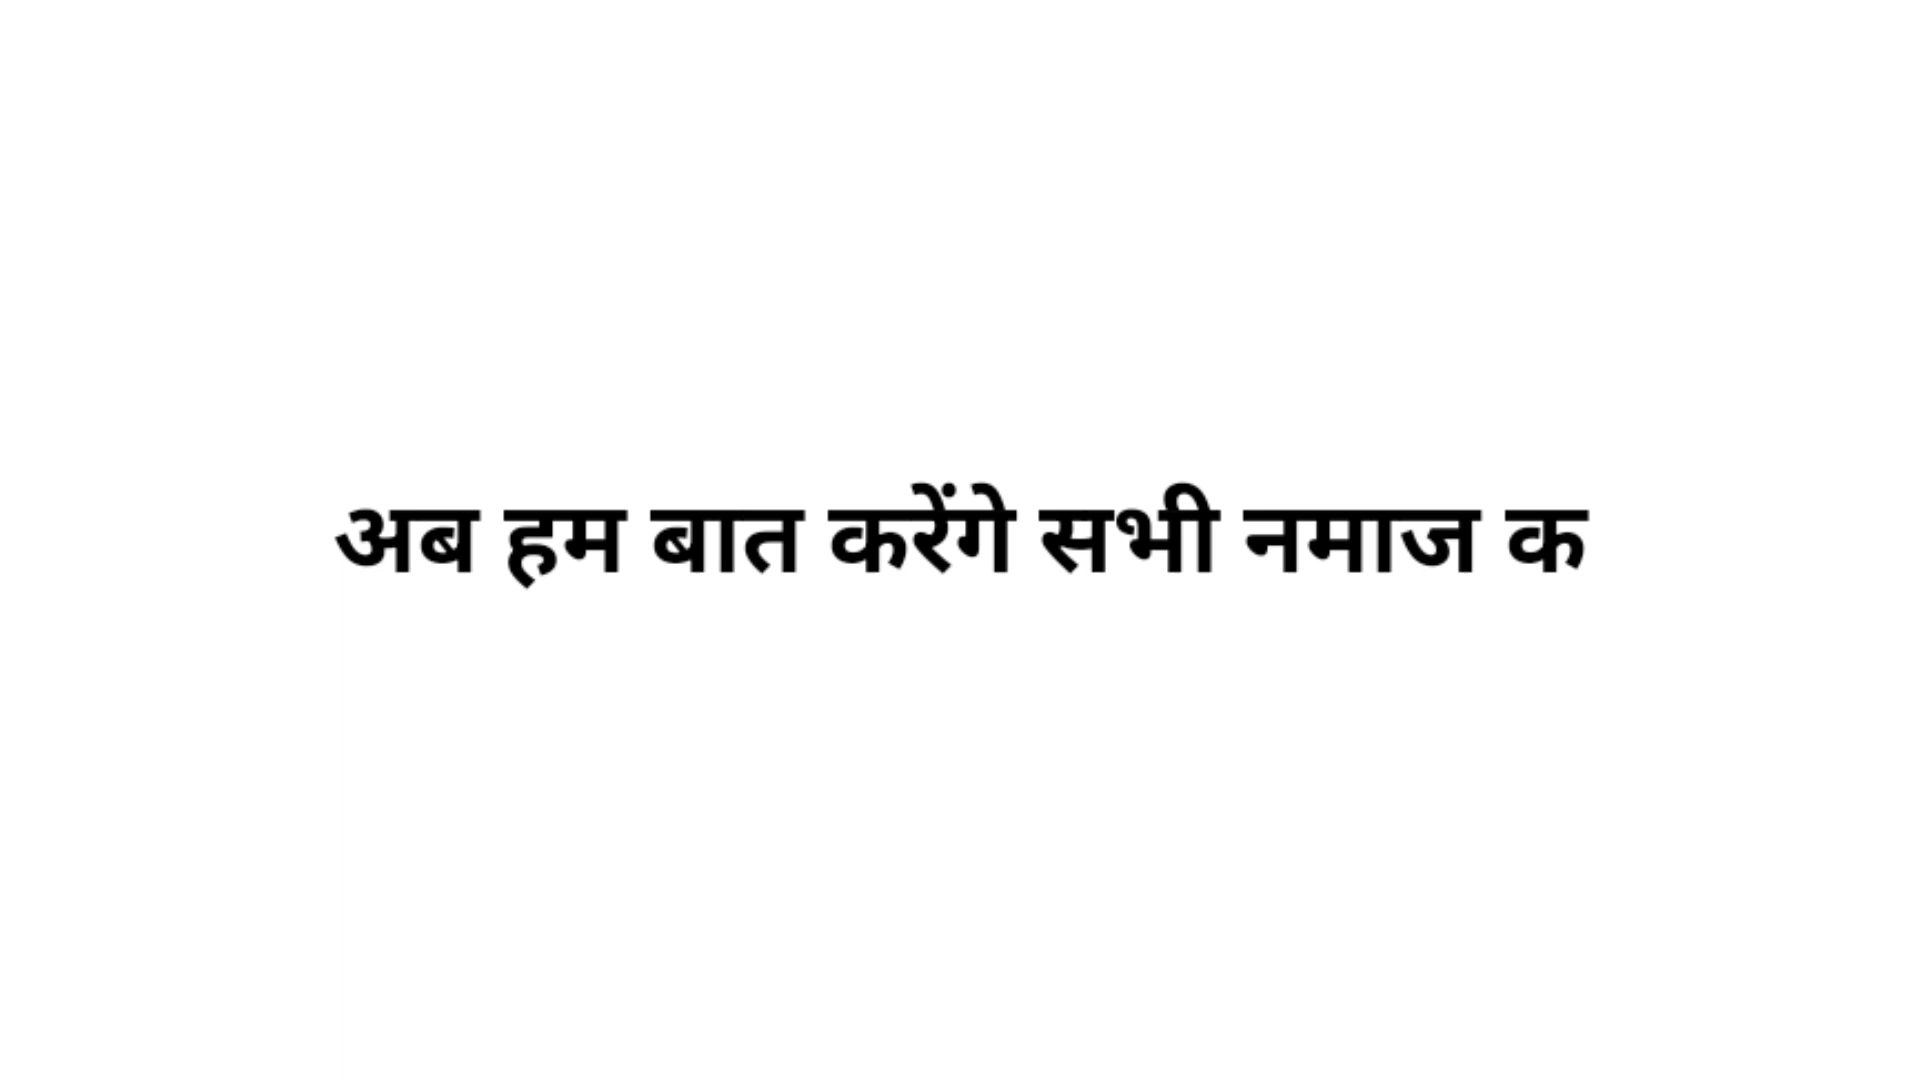 अब हम बात करेंगे सभी नमाज क